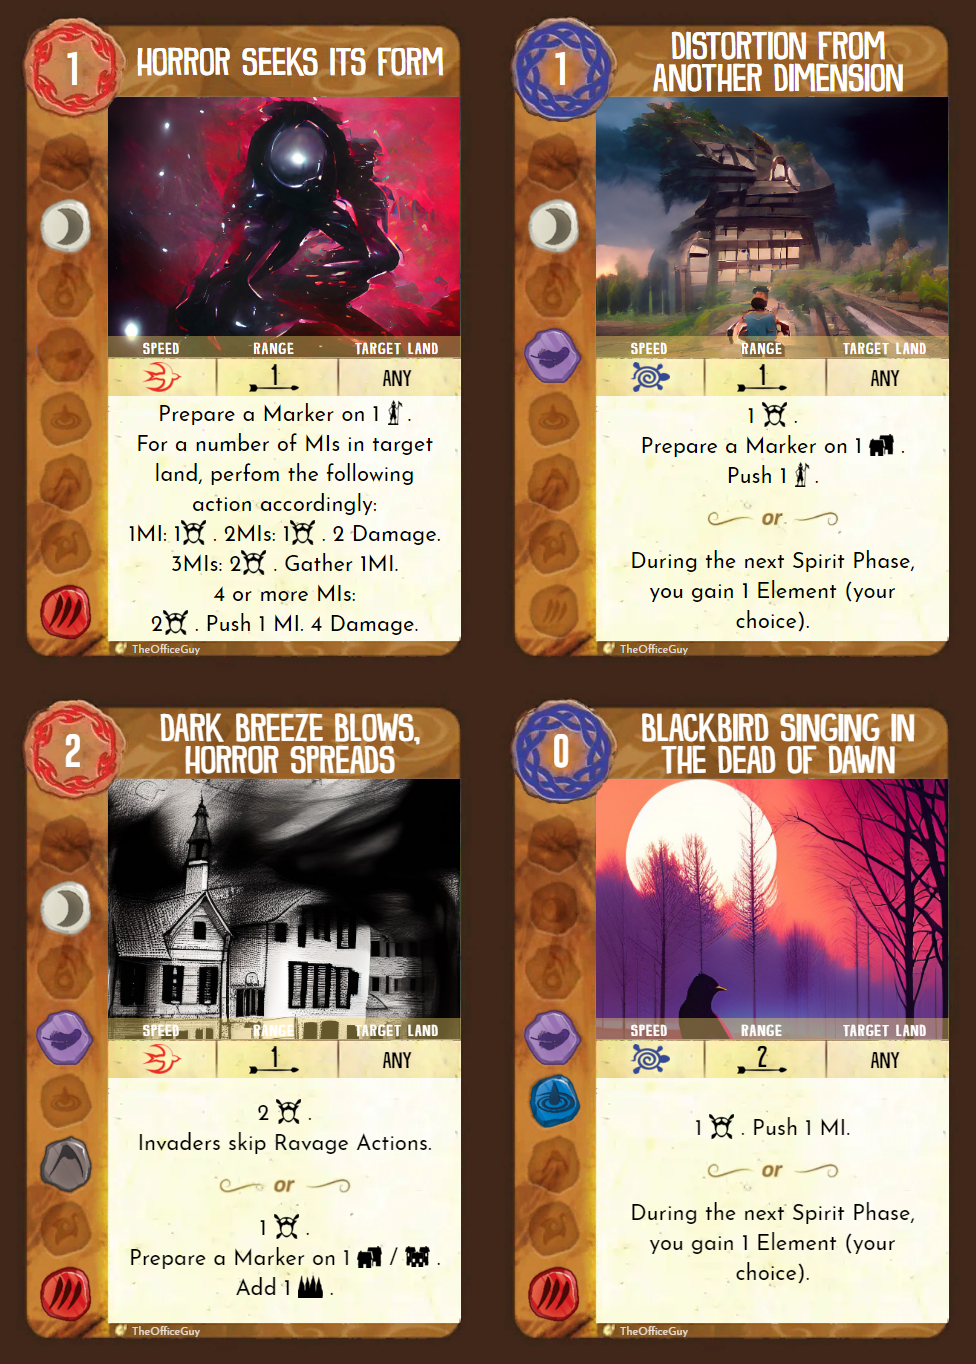 1
HORROR SEEKS ITS FORM
SPEED RANGE TARGET LAND
1 ANY
Prepare a Marker on 1 .
For a number of MIs in target
land, perfom the following
action accordingly:
1MI: 1 . 2MIs: 1 . 2 Damage.
3MIs: 2 . Gather 1MI.
4 or more MIs:
2 . Push 1 MI. 4 Damage.
TheOfficeGuy
1
DISTORTION FROM
ANOTHER DIMENSION
SPEED RANGE TARGET LAND
1 ANY
1 .
Prepare a Marker on 1 .
Push 1 .
or
During the next Spirit Phase,
you gain 1 Element (your
choice).
TheOfficeGuy
2
DARK BREEZE BLOWS,
HORROR SPREADS
SPEED RANGE TARGET LAND
1 ANY
2 .
Invaders skip Ravage Actions.
or
1 .
Prepare a Marker on 1 / .
Add 1 .
TheOfficeGuy
0
BLACKBIRD SINGING IN
THE DEAD OF DAWN
SPEED RANGE TARGET LAND
2 ANY
1 . Push 1 MI.
or
During the next Spirit Phase,
you gain 1 Element (your
choice).
TheOfficeGuy